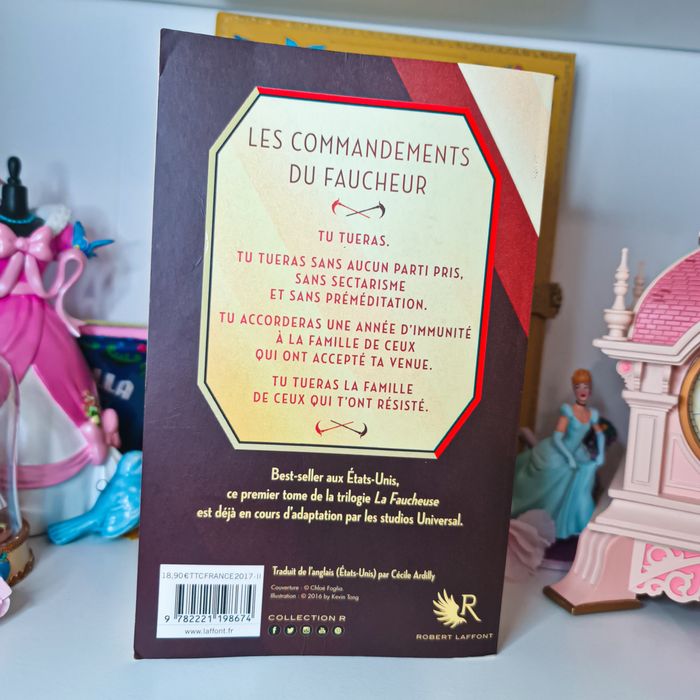 LES COMMANDEMENTS
DU FAUCHEUR
TU TUERAS.
TU TUERAS SANS AUCUN PARTI PRIS,
SANS SECTARISME
ET SANS PRÉMÉDITATION.
TU ACCORDERAS UNE ANNÉE D'IMMUNITÉ
À LA FAMILLE DE CEUX
QUI ONT ACCEPTÉ TA VENUE.
TU TUERAS LA FAMILLE
DE CEUX QUI T'ONT RÉSISTÉ.
Best-seller aux États-Unis,
ce premier tome de la trilogie La Faucheuse
est déjà en cours d'adaptation par les studios Universal.
18,90€TTCFRANCE2017-II
9 782221 198674
www.laffont.fr
Traduit de l'anglais (États-Unis) par Cécile Ardilly
Couverture : © Chloé Foglia
Illustration : © 2016 by Kevin Tong
COLLECTION R
R
ROBERT LAFFONT
LLA